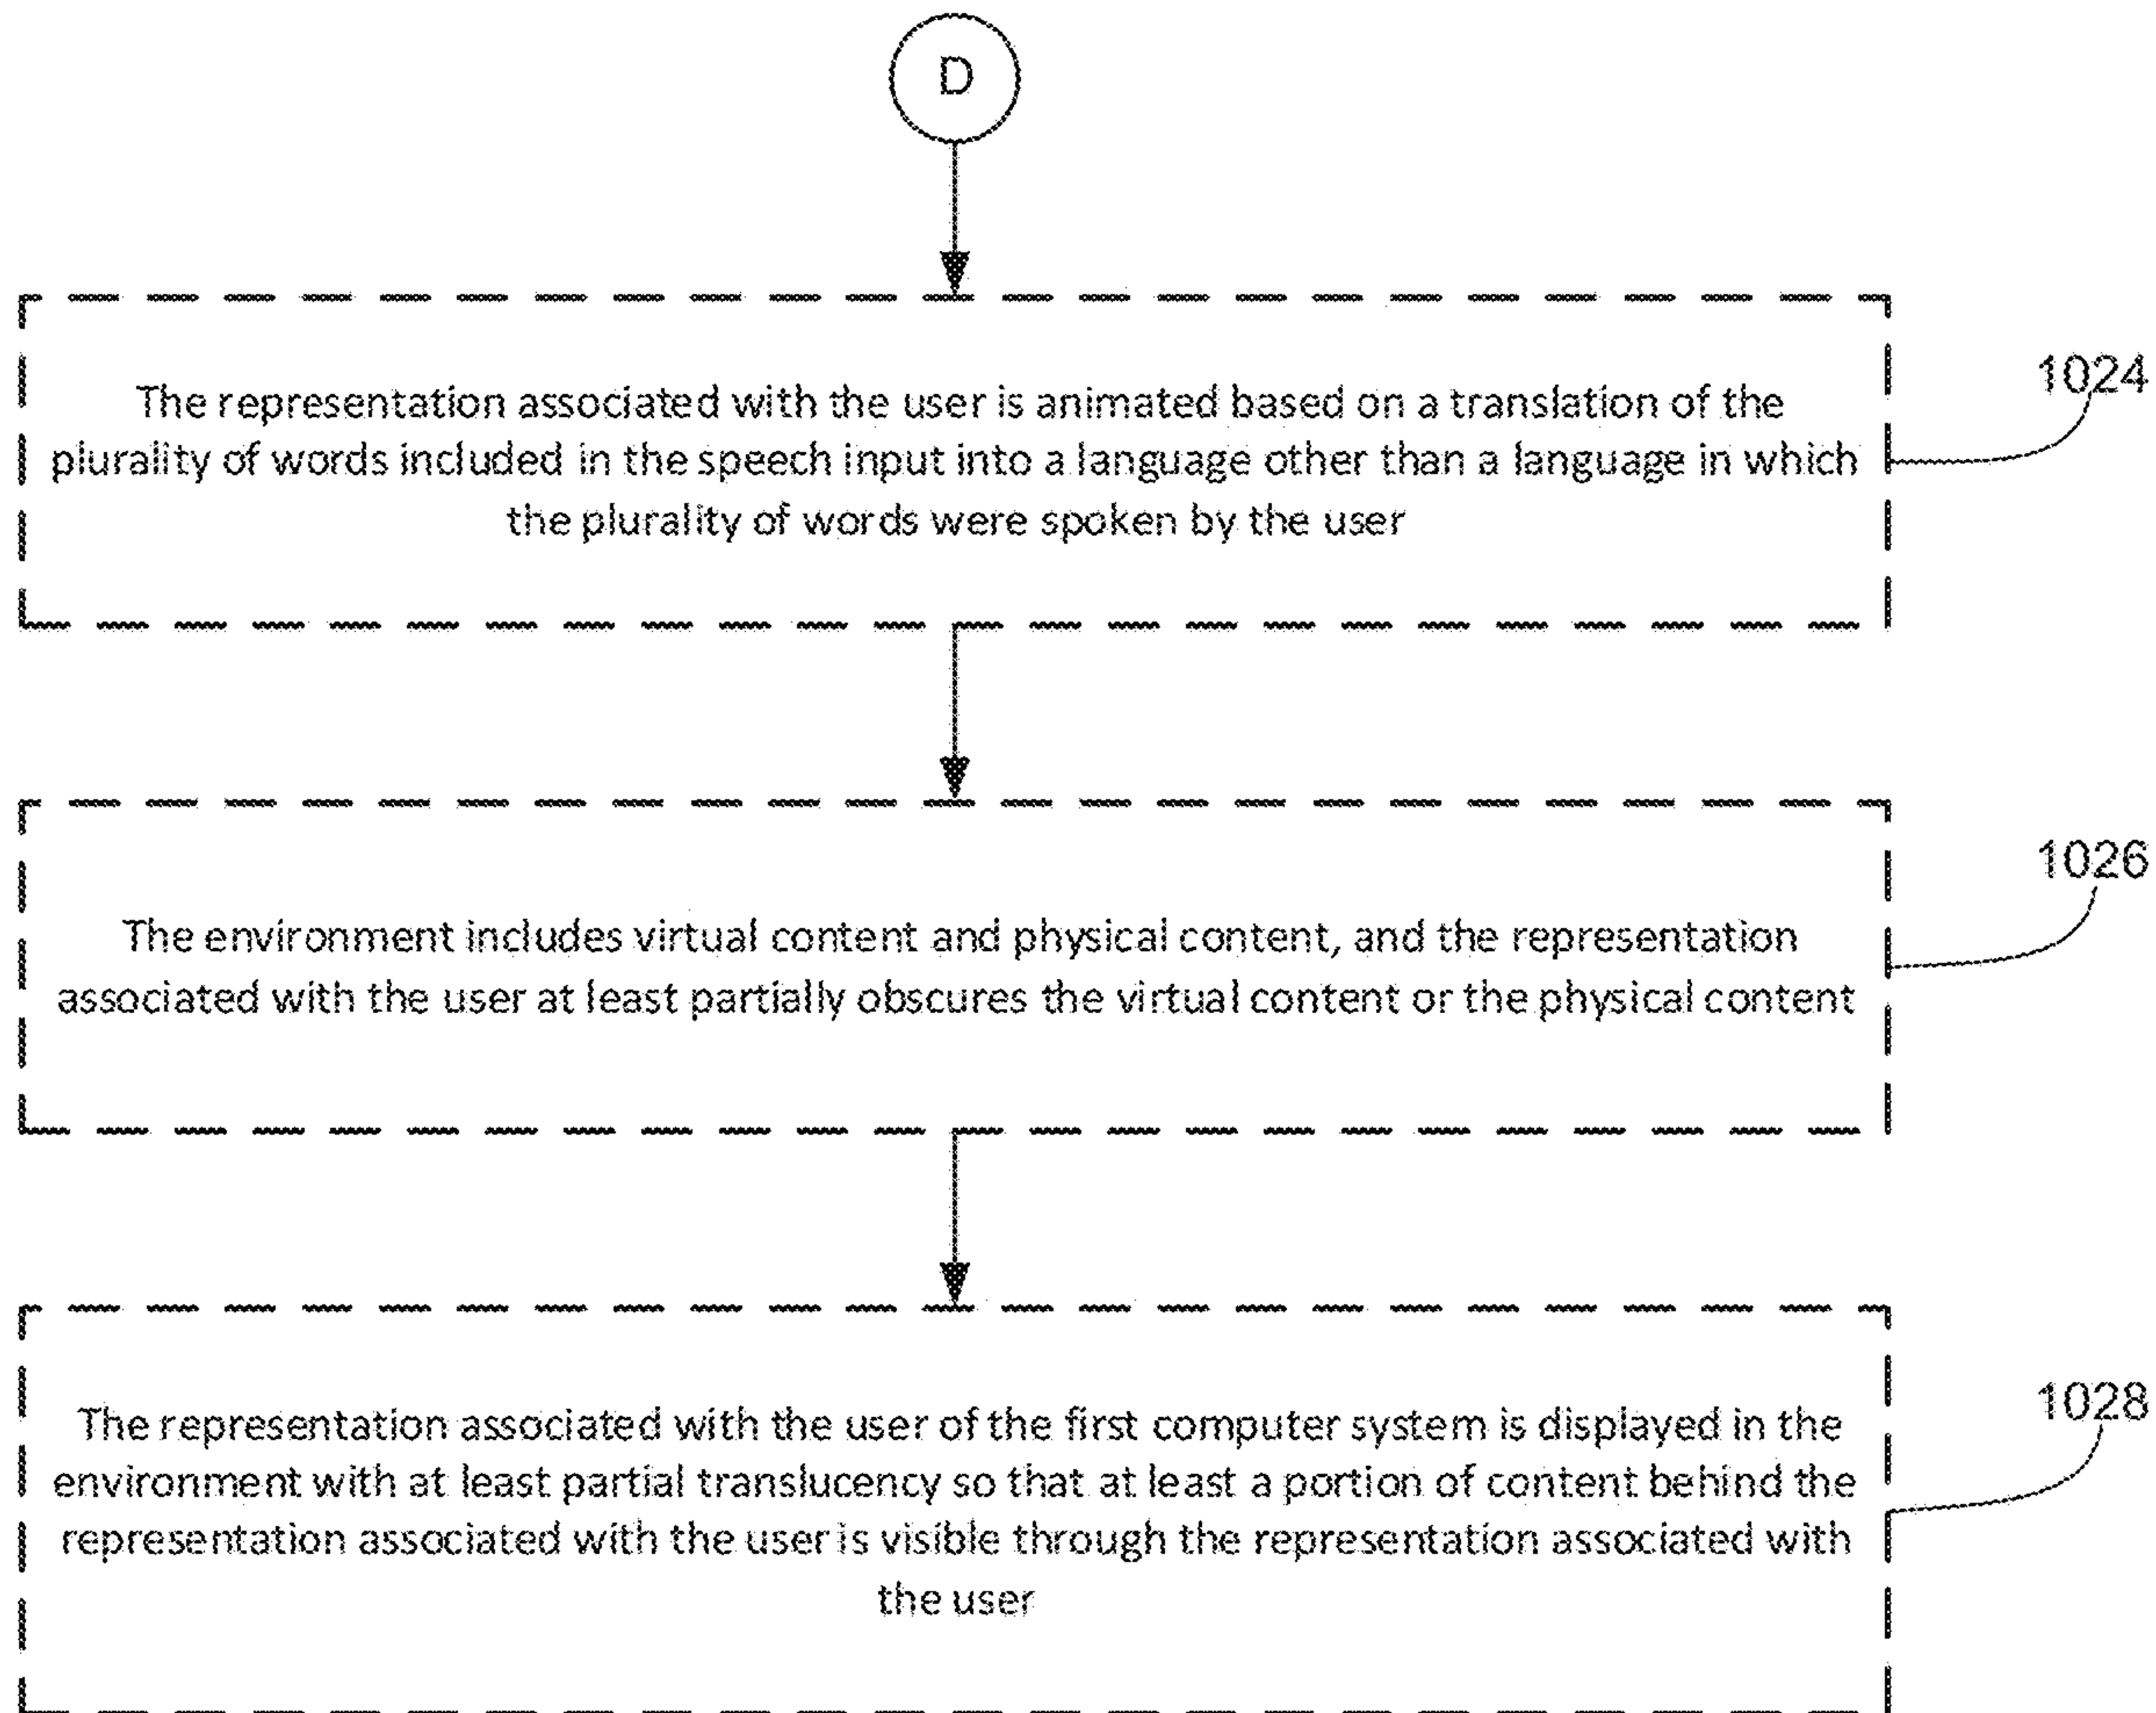 D
The representation associated with the user is animated based on a translation of the
plurality of words included in the speech input into a language other than a language in which
the plurality of words were spoken by the user
1024
The environment includes virtual content and physical content, and the representation
associated with the user at least partially obscures the virtual content or the physical content
1026
The representation associated with the user of the first computer system is displayed in the
environment with at least partial translucency so that at least a portion of content behind the
representation associated with the user is visible through the representation associated with
the user
1028